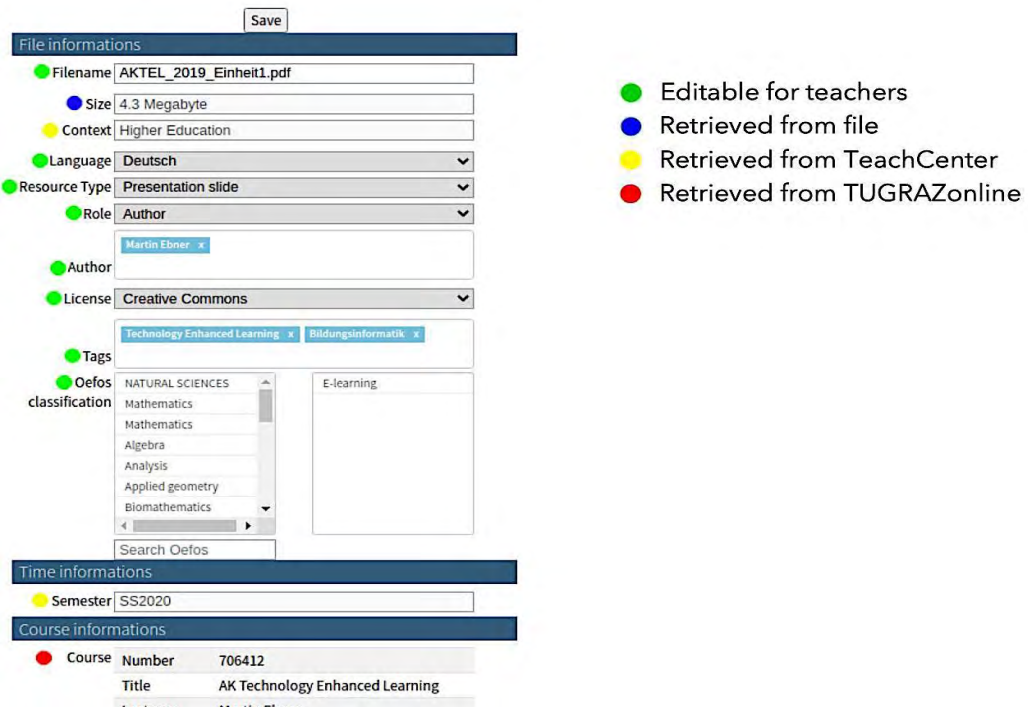 Save
File informations
Filename AKTEL_2019_Einheit1.pdf
Size 4.3 Megabyte
Context Higher Education
Language Deutsch
Resource Type Presentation slide
Role Author
Martin Ebner x
Author
License Creative Commons
Technology Enhanced Learning x Bildungsinformatik x
Tags
Oefos classification
NATURAL SCIENCES
Mathematics
Mathematics
Algebra
Analysis
Applied geometry
Biomathematics
E-learning
Search Oefos
Time informations
Semester SS2020
Course informations
Course Number 706412
Title AK Technology Enhanced Learning
Editable for teachers
Retrieved from file
Retrieved from TeachCenter
Retrieved from TUGRAZonline